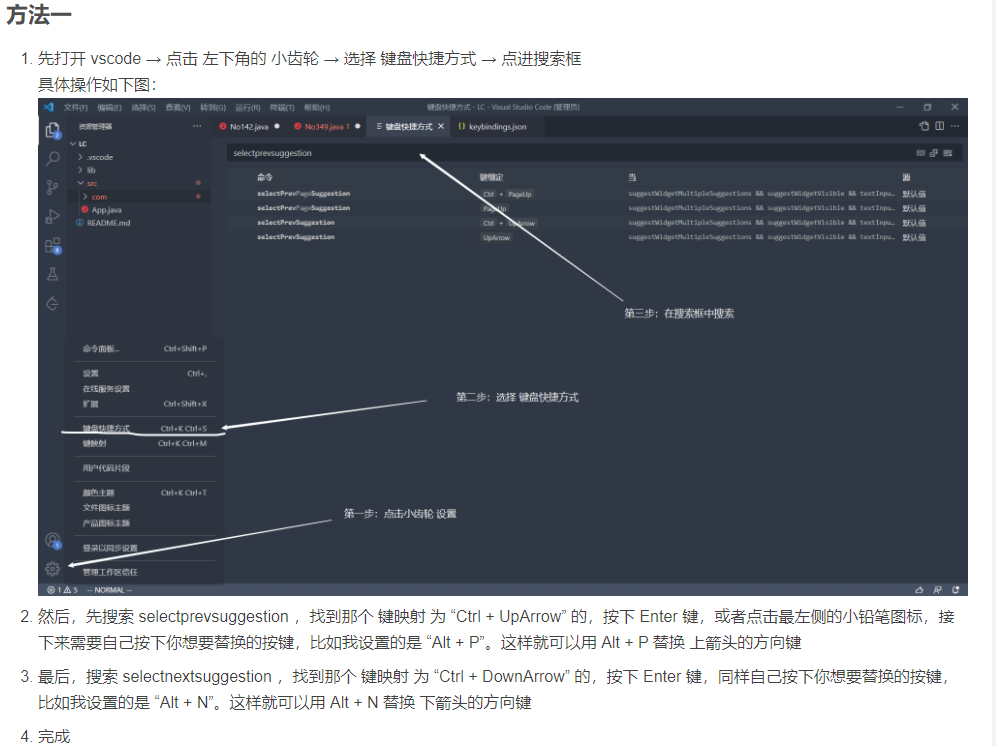 方法一
1. 先打开 vscode → 点击 左下角的 小齿轮 → 选择 键盘快捷方式 → 点进搜索框
具体操作如下图：
文件(F) 编辑(E) 选择(S) 查看(V) 转到(G) 运行(R) 终端(T) 帮助(H) 键盘快捷方式 - LC - Visual Studio Code [管理员]
资源管理器 ··· No142.java ● No349.java 1 ● 键盘快捷方式 × {} keybindings.json ···
LC
.vscode
lib
src
com
App.java
README.md
selectprevsuggestion
命令 键绑定 当 源
selectPrevPageSuggestion Ctrl + PageUp suggestWidgetMultipleSuggestions && suggestWidgetVisible && textInpu… 默认值
selectPrevPageSuggestion PageUp suggestWidgetMultipleSuggestions && suggestWidgetVisible && textInpu… 默认值
selectPrevSuggestion Ctrl + UpArrow suggestWidgetMultipleSuggestions && suggestWidgetVisible && textInpu… 默认值
selectPrevSuggestion UpArrow suggestWidgetMultipleSuggestions && suggestWidgetVisible && textInpu… 默认值
第三步：在搜索框中搜索
命令面板... Ctrl+Shift+P
设置 Ctrl+,
在线服务设置
扩展 Ctrl+Shift+X
第二步：选择 键盘快捷方式
键盘快捷方式 Ctrl+K Ctrl+S
键映射 Ctrl+K Ctrl+M
用户代码片段
颜色主题 Ctrl+K Ctrl+T
文件图标主题
产品图标主题
第一步：点击小齿轮 设置
登录以同步设置
管理工作区信任
1 5 -- NORMAL --
2. 然后，先搜索 selectprevsuggestion ，找到那个 键映射 为 “Ctrl + UpArrow” 的，按下 Enter 键，或者点击最左侧的小铅笔图标，接
下来需要自己按下你想要替换的按键，比如我设置的是 “Alt + P”。这样就可以用 Alt + P 替换 上箭头的方向键
3. 最后，搜索 selectnextsuggestion ，找到那个 键映射 为 “Ctrl + DownArrow” 的，按下 Enter 键，同样自己按下你想要替换的按键，
比如我设置的是 “Alt + N”。这样就可以用 Alt + N 替换 下箭头的方向键
4. 完成